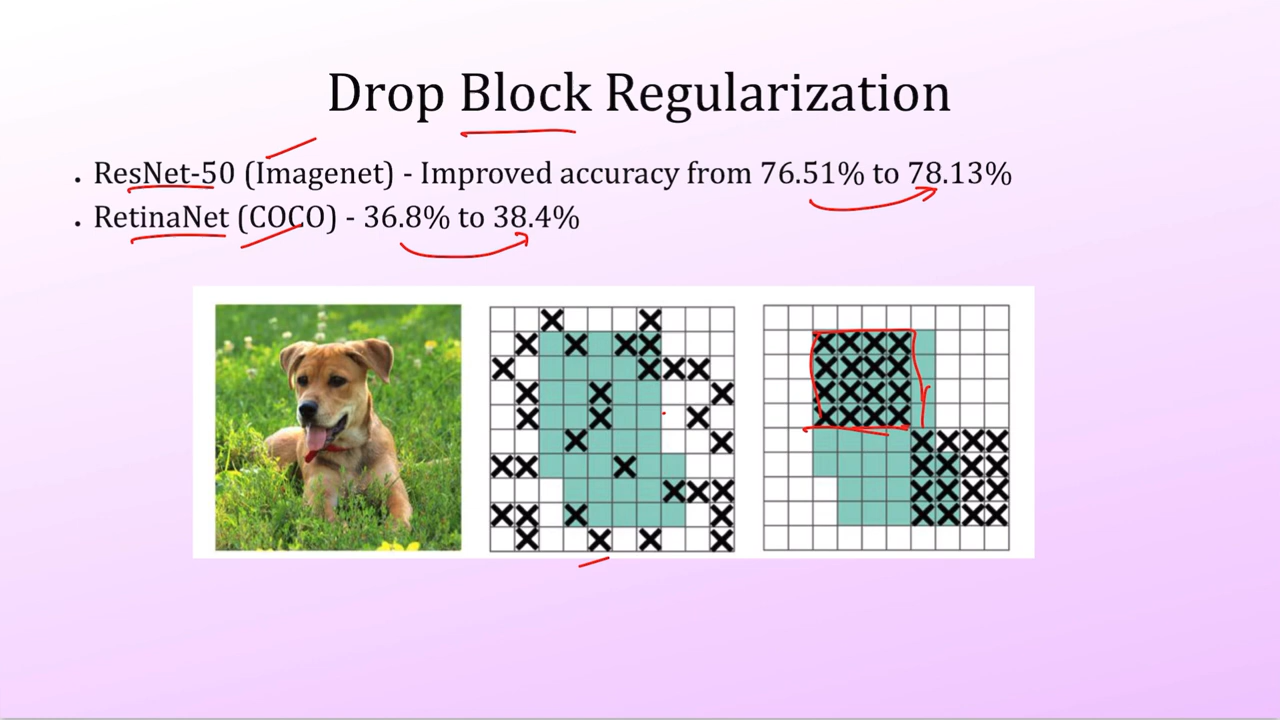 Drop Block Regularization
. ResNet-50 (Imagenet) - Improved accuracy from 76.51% to 78.13%
. RetinaNet (COCO) - 36.8% to 38.4%